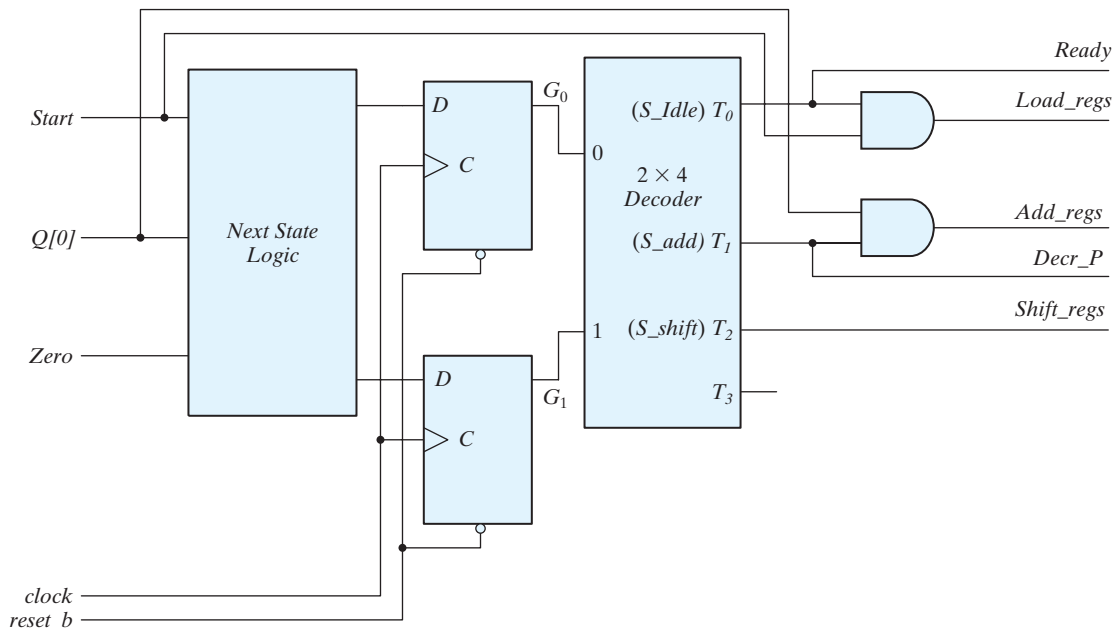 Ready
G₀
D
(S_Idle) T₀
Load_regs
Start
0
C
2 × 4
Decoder
Add_regs
Q[0]
Next State
Logic
(S_add) T₁
Decr_P
Shift_regs
1
(S_shift) T₂
Zero
D
G₁
T₃
C
clock
reset_b